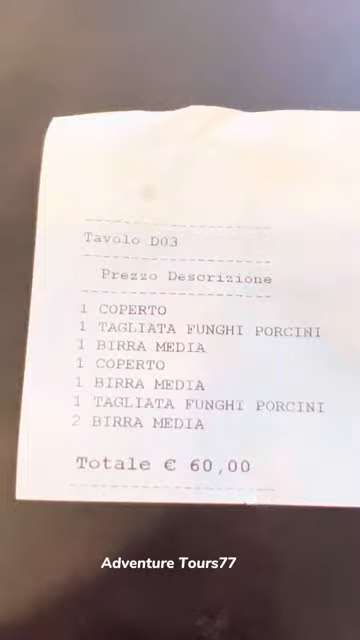 Tavolo D03
Prezzo Descrizione
1 COPERTO
1 TAGLIATA FUNGHI PORCINI
1 BIRRA MEDIA
1 COPERTO
1 BIRRA MEDIA
1 TAGLIATA FUNGHI PORCINI
2 BIRRA MEDIA
Totale € 60,00
Adventure Tours77